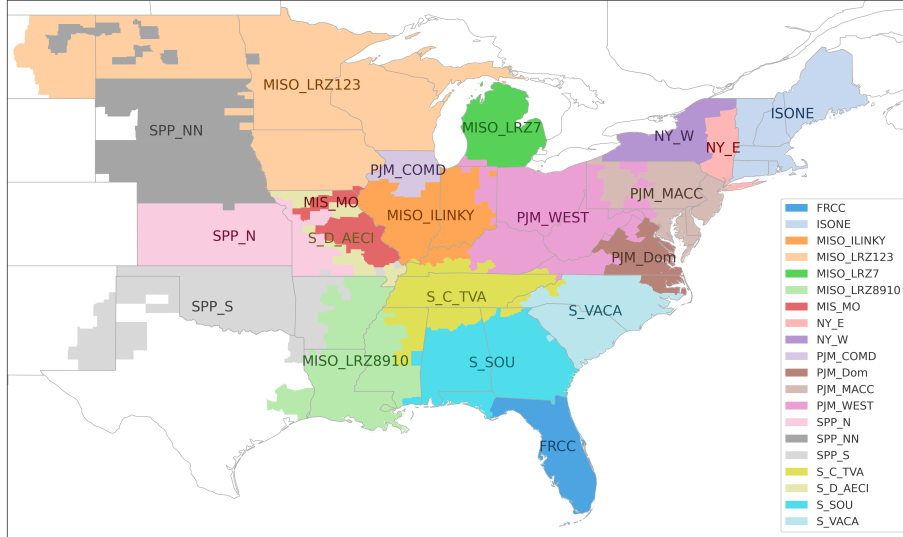 MISO_LRZ123
SPP_NN
MISO_LRZ7
NY_W
NY_E
ISONE
PJM_COMD
MIS_MO
MISO_ILINKY
PJM_WEST
PJM_MACC
SPP_N
S_D_AECI
PJM_Dom
SPP_S
S_C_TVA
S_VACA
MISO_LRZ8910
S_SOU
FRCC
FRCC
ISONE
MISO_ILINKY
MISO_LRZ123
MISO_LRZ7
MISO_LRZ8910
MIS_MO
NY_E
NY_W
PJM_COMD
PJM_Dom
PJM_MACC
PJM_WEST
SPP_N
SPP_NN
SPP_S
S_C_TVA
S_D_AECI
S_SOU
S_VACA